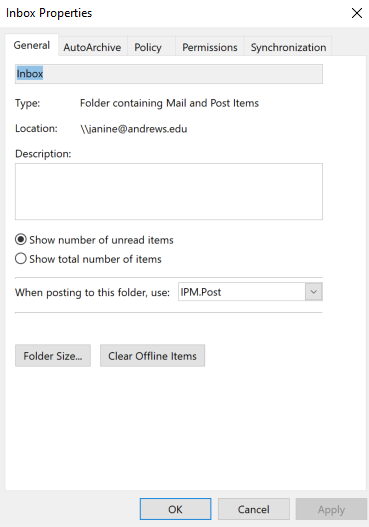 Inbox Properties
General AutoArchive Policy Permissions Synchronization
Inbox
Type: Folder containing Mail and Post Items
Location: \\janine@andrews.edu
Description:
Show number of unread items
Show total number of items
When posting to this folder, use: IPM.Post
Folder Size... Clear Offline Items
OK Cancel Apply